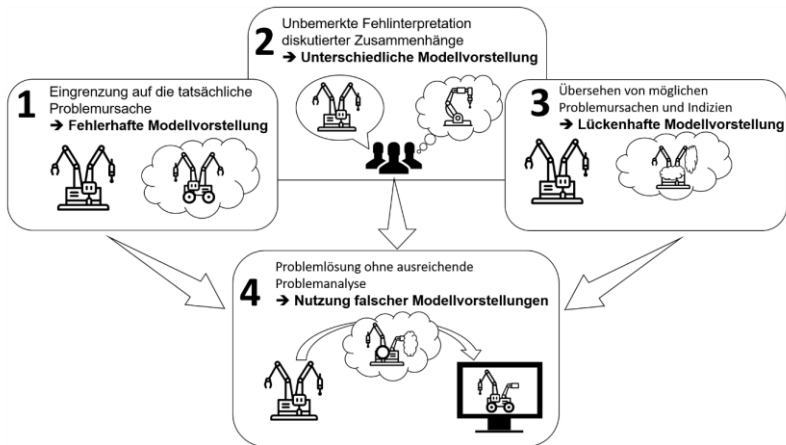 1
Eingrenzung auf die tatsächliche
Problemursache
➔ Fehlerhafte Modellvorstellung
2
Unbemerkte Fehlinterpretation
diskutierter Zusammenhänge
➔ Unterschiedliche Modellvorstellung
3
Übersehen von möglichen
Problemursachen und Indizien
➔ Lückenhafte Modellvorstellung
4
Problemlösung ohne ausreichende
Problemanalyse
➔ Nutzung falscher Modellvorstellungen